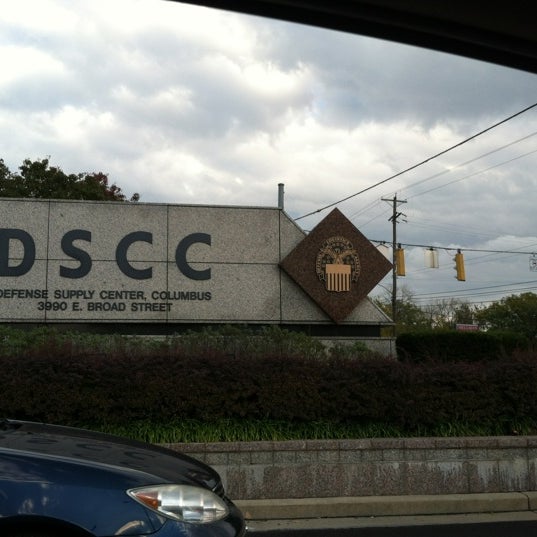 DSCC
DEFENSE SUPPLY CENTER, COLUMBUS
3990 E. BROAD STREET